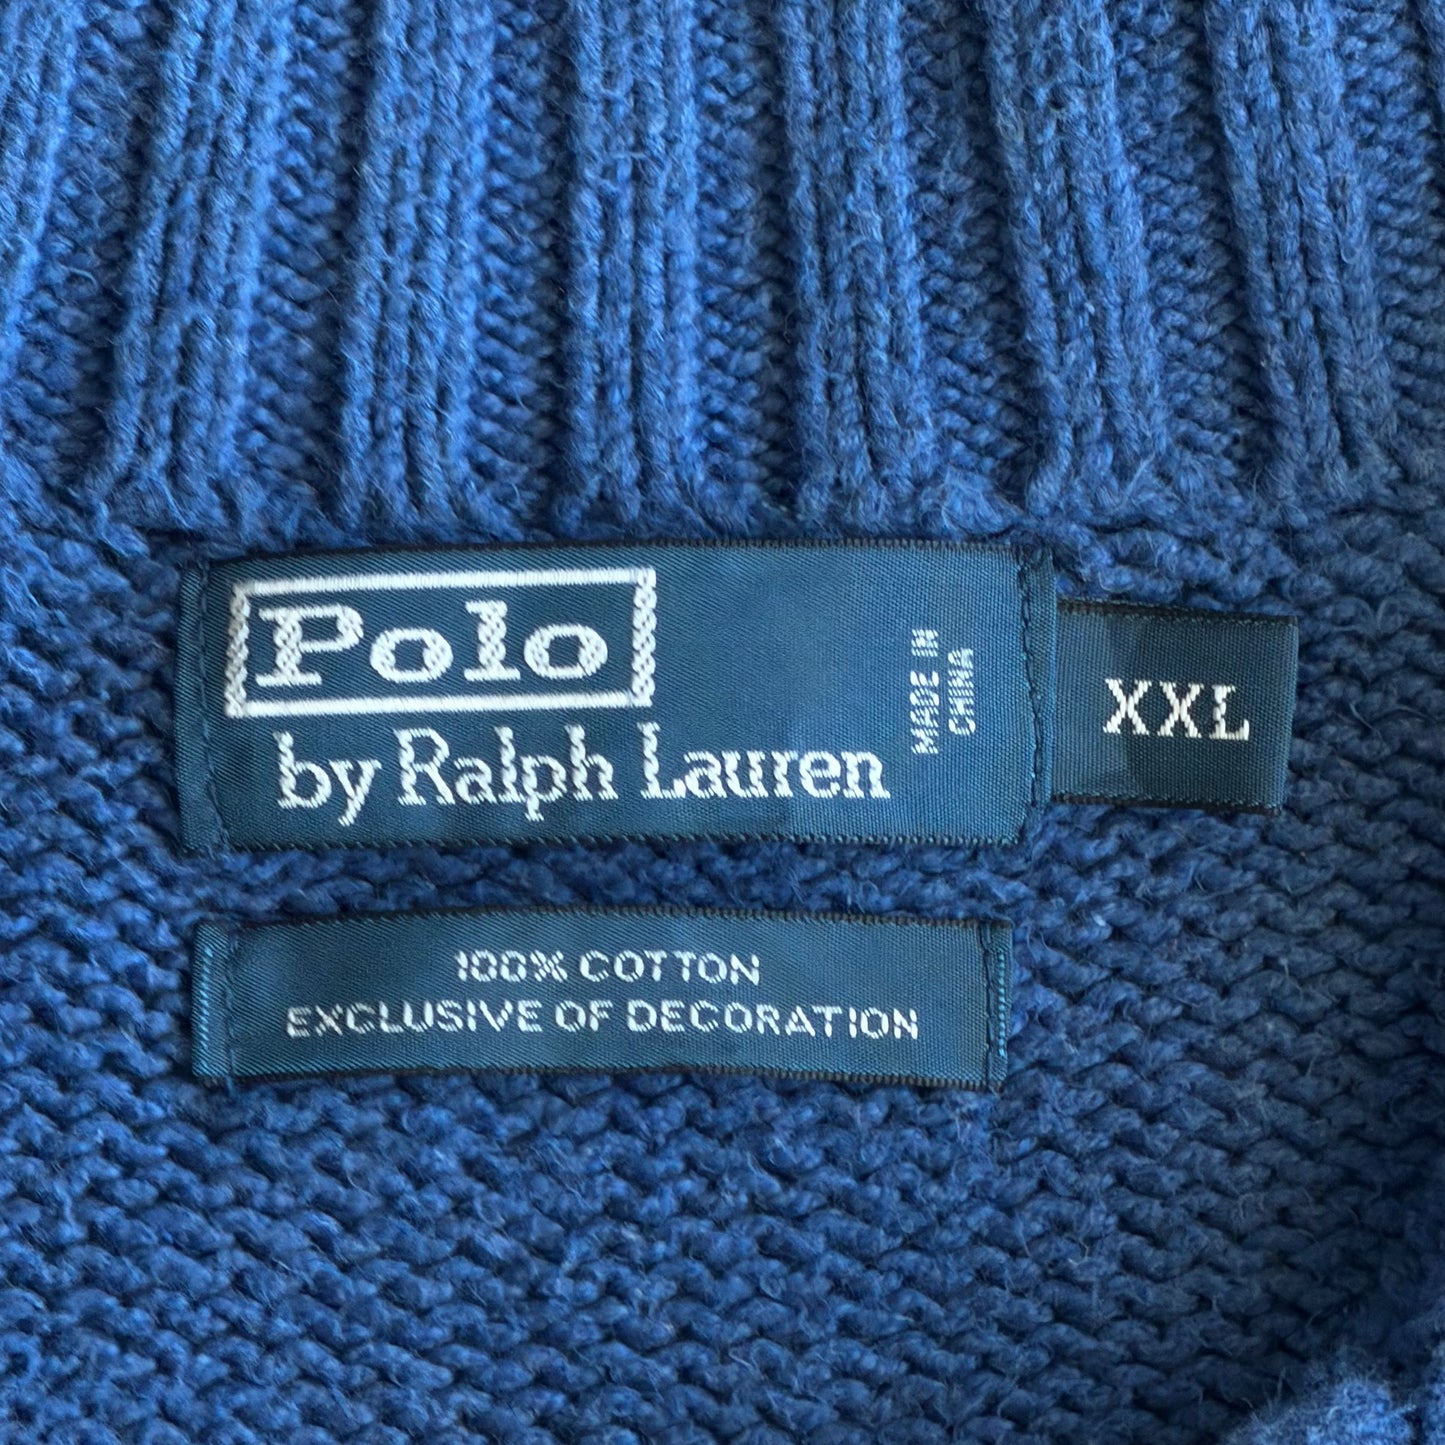 Polo
by Ralph Lauren
MADE IN
CHINA
XXL
100% COTTON
EXCLUSIVE OF DECORATION